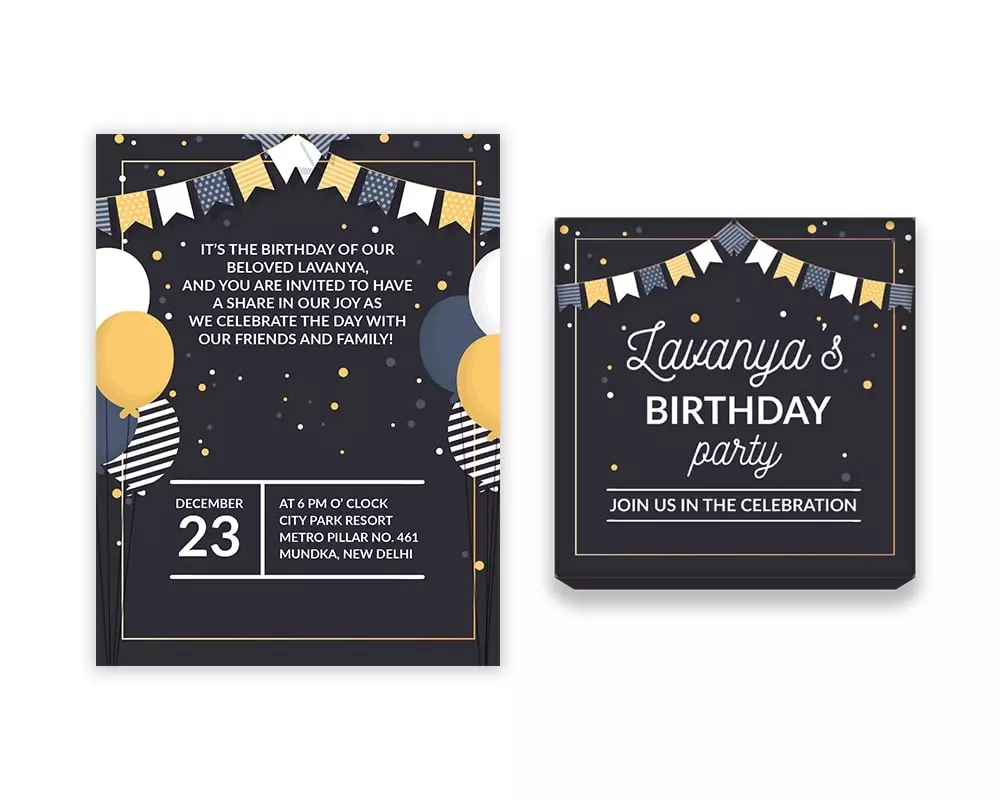 IT'S THE BIRTHDAY OF OUR
BELOVED LAVANYA,
AND YOU ARE INVITED TO HAVE
A SHARE IN OUR JOY AS
WE CELEBRATE THE DAY WITH
OUR FRIENDS AND FAMILY!
DECEMBER
23
AT 6 PM O' CLOCK
CITY PARK RESORT
METRO PILLAR NO. 461
MUNDKA, NEW DELHI
Lavanya's
BIRTHDAY
party
JOIN US IN THE CELEBRATION